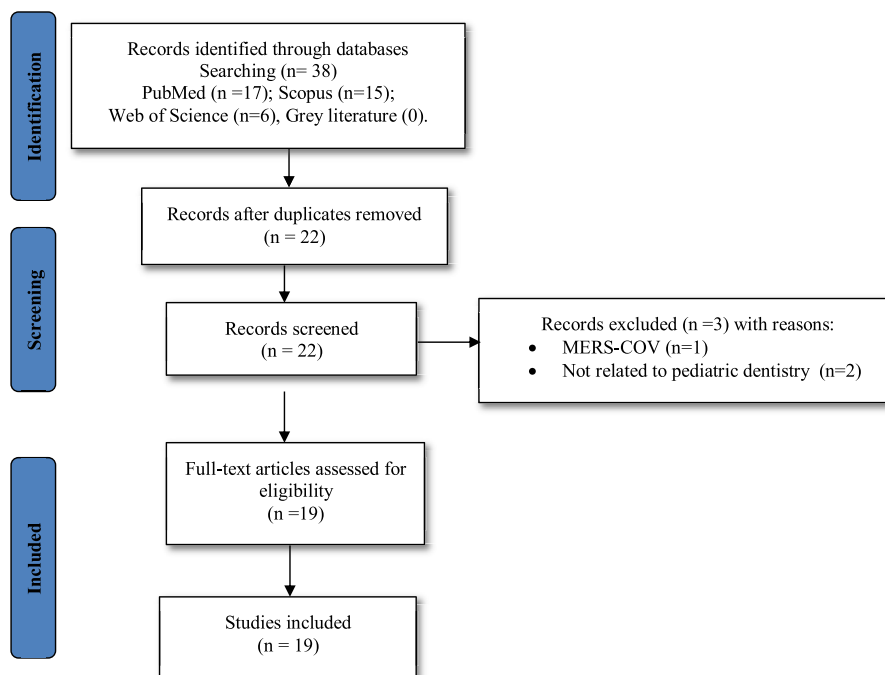 Identification
Records identified through databases
Searching (n= 38)
PubMed (n =17); Scopus (n=15);
Web of Science (n=6), Grey literature (0).
Records after duplicates removed
(n = 22)
Screening
Records screened
(n = 22)
Records excluded (n =3) with reasons:
• MERS-COV (n=1)
• Not related to pediatric dentistry (n=2)
Included
Full-text articles assessed for
eligibility
(n =19)
Studies included
(n = 19)